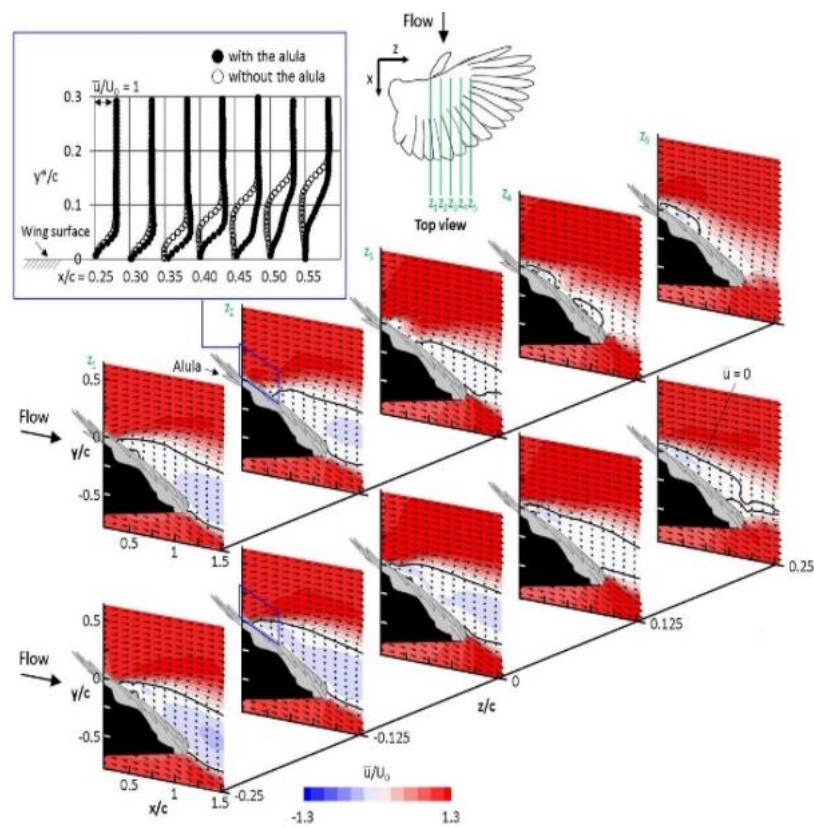 Flow
z
x
z₁ z₂ z₃ z₄ z₅
Top view
● with the alula
○ without the alula
ū/U₀ = 1
0.3
0.2
y*/c
0.1
Wing surface
0
x/c = 0.25 0.30 0.35 0.40 0.45 0.50 0.55
z₅
z₄
z₃
z₂
z₁
Alula
0.5
Flow
0
y/c
-0.5
0.5 1 1.5
ū = 0
0.25
0.125
0
z/c
-0.125
-0.25
0.5
Flow
0
y/c
-0.5
0.5 1 1.5
x/c
ū/U₀
-1.3 1.3